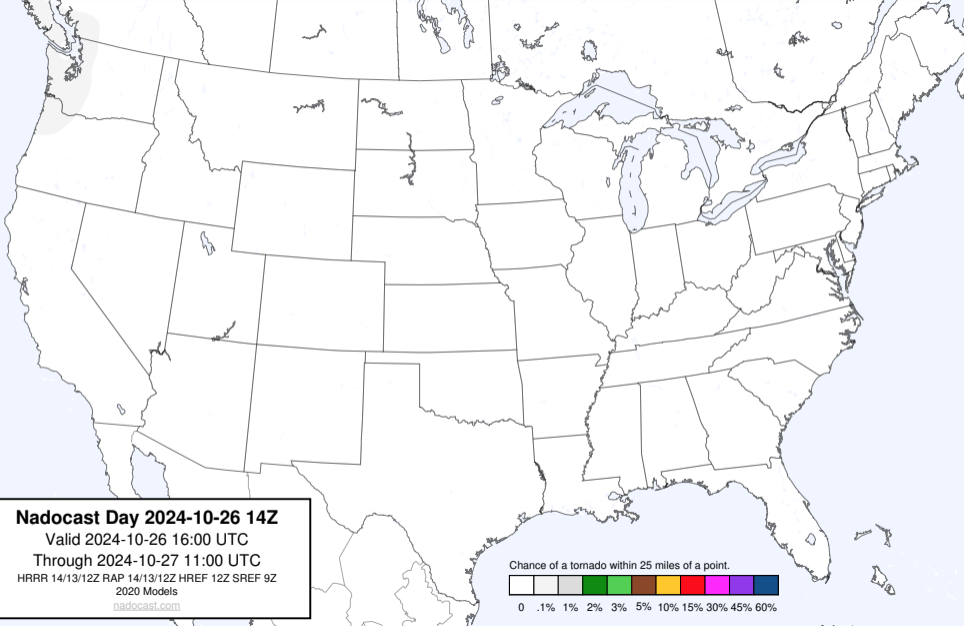 Nadocast Day 2024-10-26 14Z
Valid 2024-10-26 16:00 UTC
Through 2024-10-27 11:00 UTC
HRRR 14/13/12Z RAP 14/13/12Z HREF 12Z SREF 9Z
2020 Models
nadocast.com
Chance of a tornado within 25 miles of a point.
0 .1% 1% 2% 3% 5% 10% 15% 30% 45% 60%